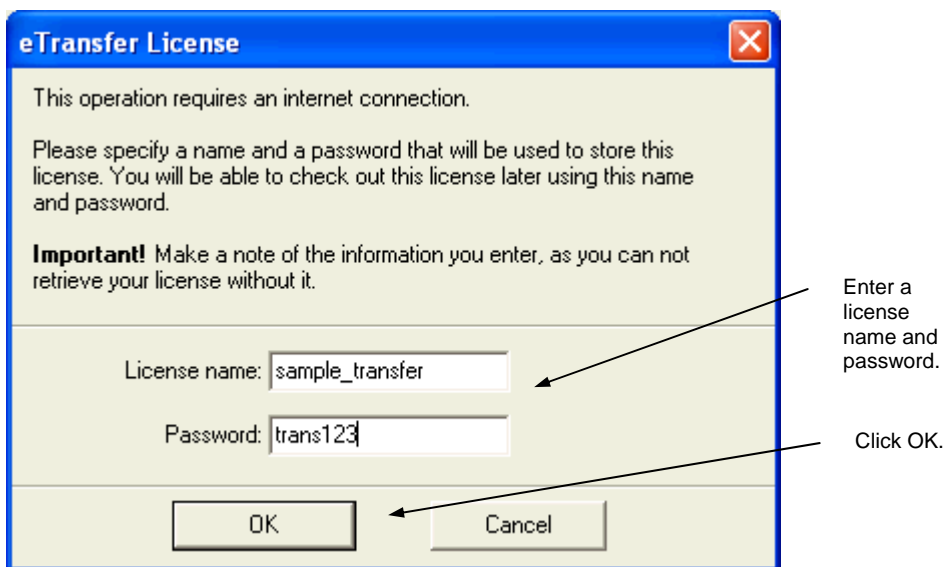 eTransfer License
This operation requires an internet connection.
Please specify a name and a password that will be used to store this
license. You will be able to check out this license later using this name
and password.
Important! Make a note of the information you enter, as you can not
retrieve your license without it.
Enter a
license
name and
password.
License name: sample_transfer
Password: trans123
Click OK.
OK Cancel